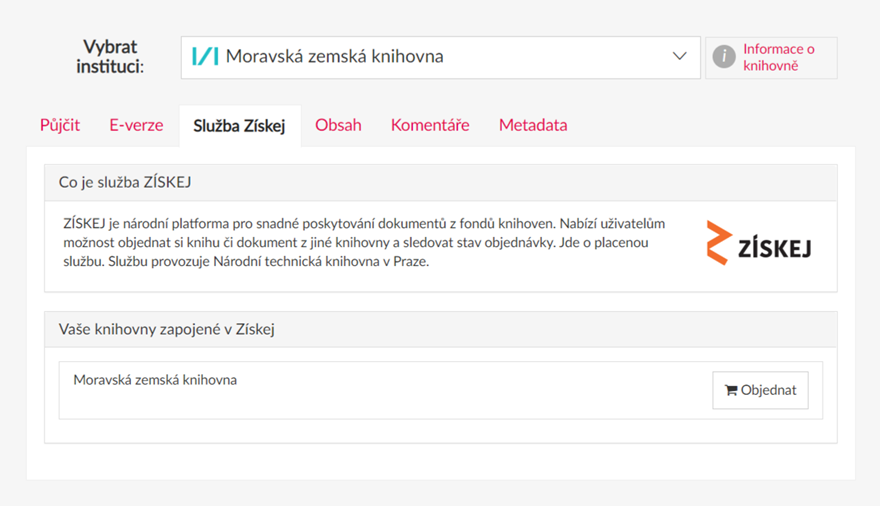 Vybrat
instituci:
Moravská zemská knihovna
Informace o
knihovně
Půjčit
E-verze
Služba Získej
Obsah
Komentáře
Metadata
Co je služba ZÍSKEJ
ZÍSKEJ je národní platforma pro snadné poskytování dokumentů z fondů knihoven. Nabízí uživatelům
možnost objednat si knihu či dokument z jiné knihovny a sledovat stav objednávky. Jde o placenou
službu. Službu provozuje Národní technická knihovna v Praze.
ZÍSKEJ
Vaše knihovny zapojené v Získej
Moravská zemská knihovna
Objednat